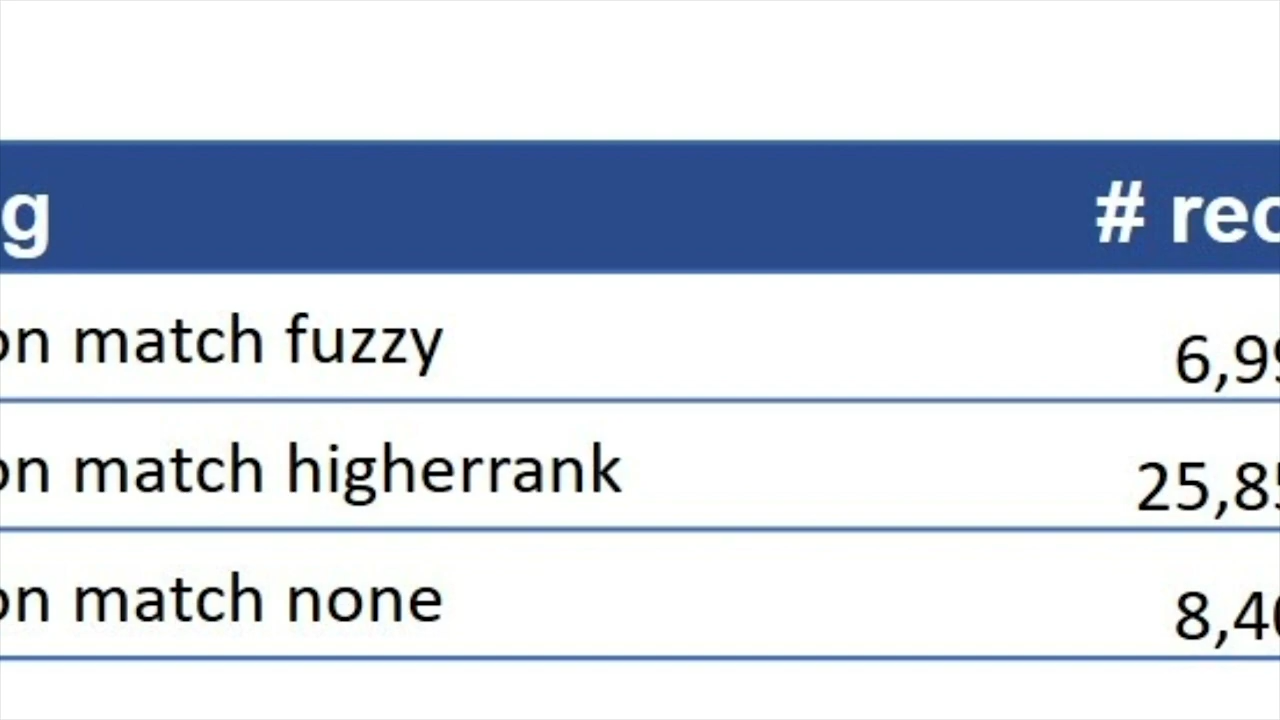 g # rec
on match fuzzy 6,99
on match higherrank 25,85
on match none 8,40